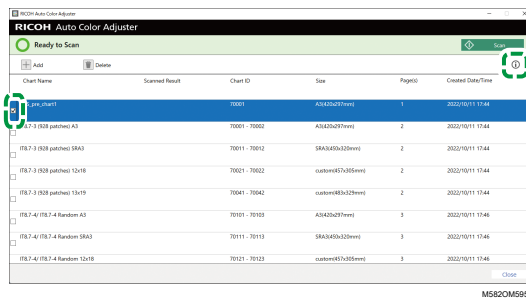 RICOH Auto Color Adjuster
RICOH Auto Color Adjuster
Ready to Scan
Scan
Add
Delete
Chart Name Scanned Result Chart ID Size Page(s) Created Date/Time
_pre_chart1 70001 A3(420x297mm) 1 2022/10/11 17:44
IT8.7-3 (928 patches) A3 70001 - 70002 A3(420x297mm) 2 2022/10/11 17:44
IT8.7-3 (928 patches) SRA3 70011 - 70012 SRA3(450x320mm) 2 2022/10/11 17:44
IT8.7-3 (928 patches) 12x18 70021 - 70022 custom(457x305mm) 2 2022/10/11 17:44
IT8.7-3 (928 patches) 13x19 70041 - 70042 custom(483x329mm) 2 2022/10/11 17:44
IT8.7-4/ IT8.7-4 Random A3 70101 - 70103 A3(420x297mm) 3 2022/10/11 17:46
IT8.7-4/ IT8.7-4 Random SRA3 70111 - 70113 SRA3(450x320mm) 3 2022/10/11 17:46
IT8.7-4/ IT8.7-4 Random 12x18 70121 - 70123 custom(457x305mm) 3 2022/10/11 17:46
Close
M582OM595